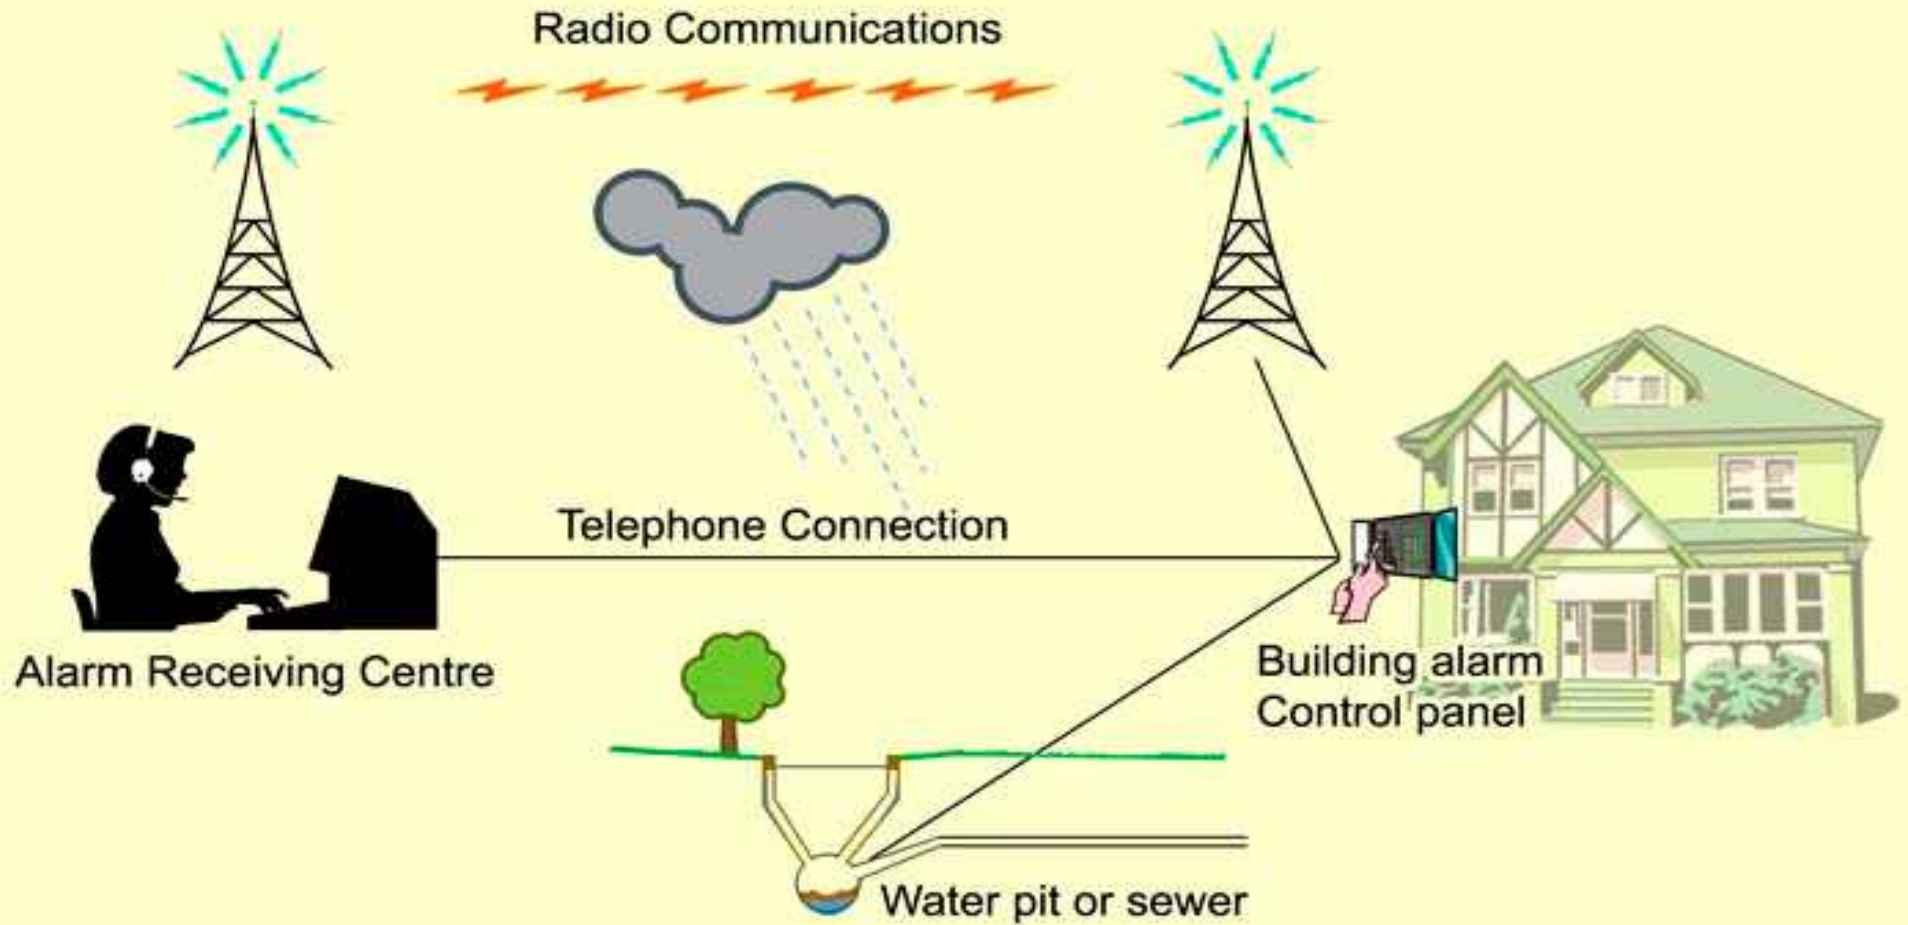 Radio Communications
Telephone Connection
Alarm Receiving Centre
Building alarm
Control panel
Water pit or sewer